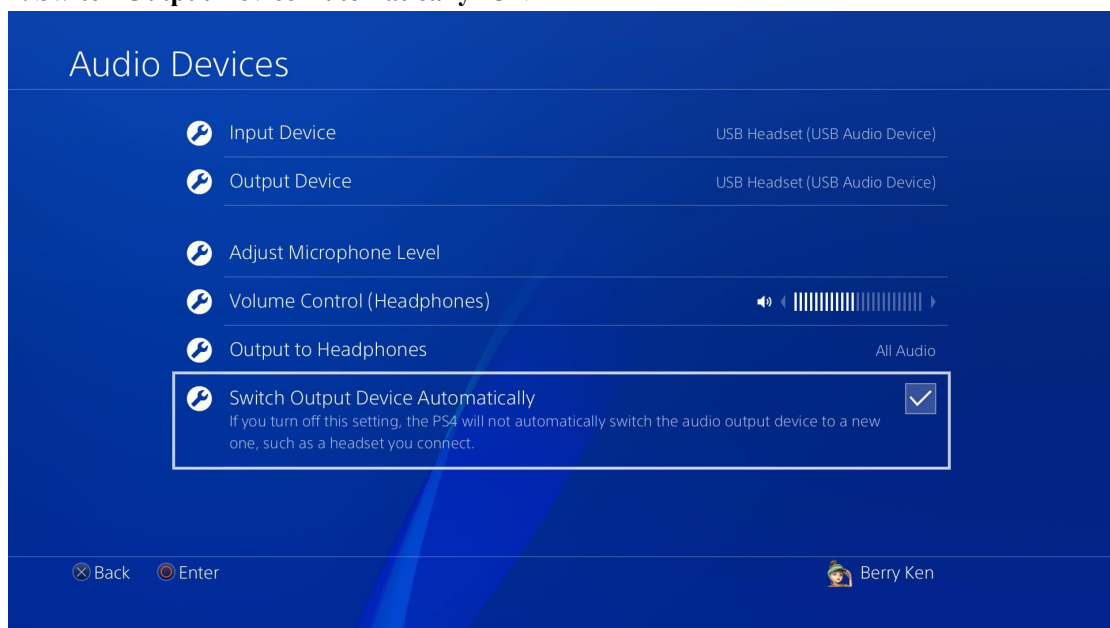 Audio Devices
Input Device USB Headset (USB Audio Device)
Output Device USB Headset (USB Audio Device)
Adjust Microphone Level
Volume Control (Headphones)
Output to Headphones All Audio
Switch Output Device Automatically
If you turn off this setting, the PS4 will not automatically switch the audio output device to a new
one, such as a headset you connect.
Back Enter Berry Ken